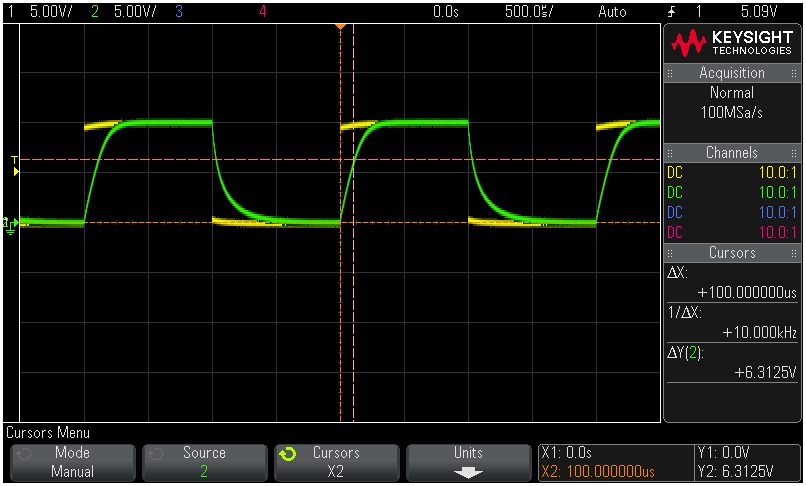 1 5.00V/ 2 5.00V/ 3 4 0.0s 500.0㎲/ Auto 1 5.09V
KEYSIGHT
TECHNOLOGIES
Acquisition
Normal
100MSa/s
Channels
DC 10.0:1
DC 10.0:1
DC 10.0:1
DC 10.0:1
Cursors
ΔX:
+100.000000us
1/ΔX:
+10.000kHz
ΔY(2):
+6.3125V
T
Cursors Menu
Mode
Manual
Source
2
Cursors
X2
Units
X1: 0.0s
X2: 100.000000us
Y1: 0.0V
Y2: 6.3125V